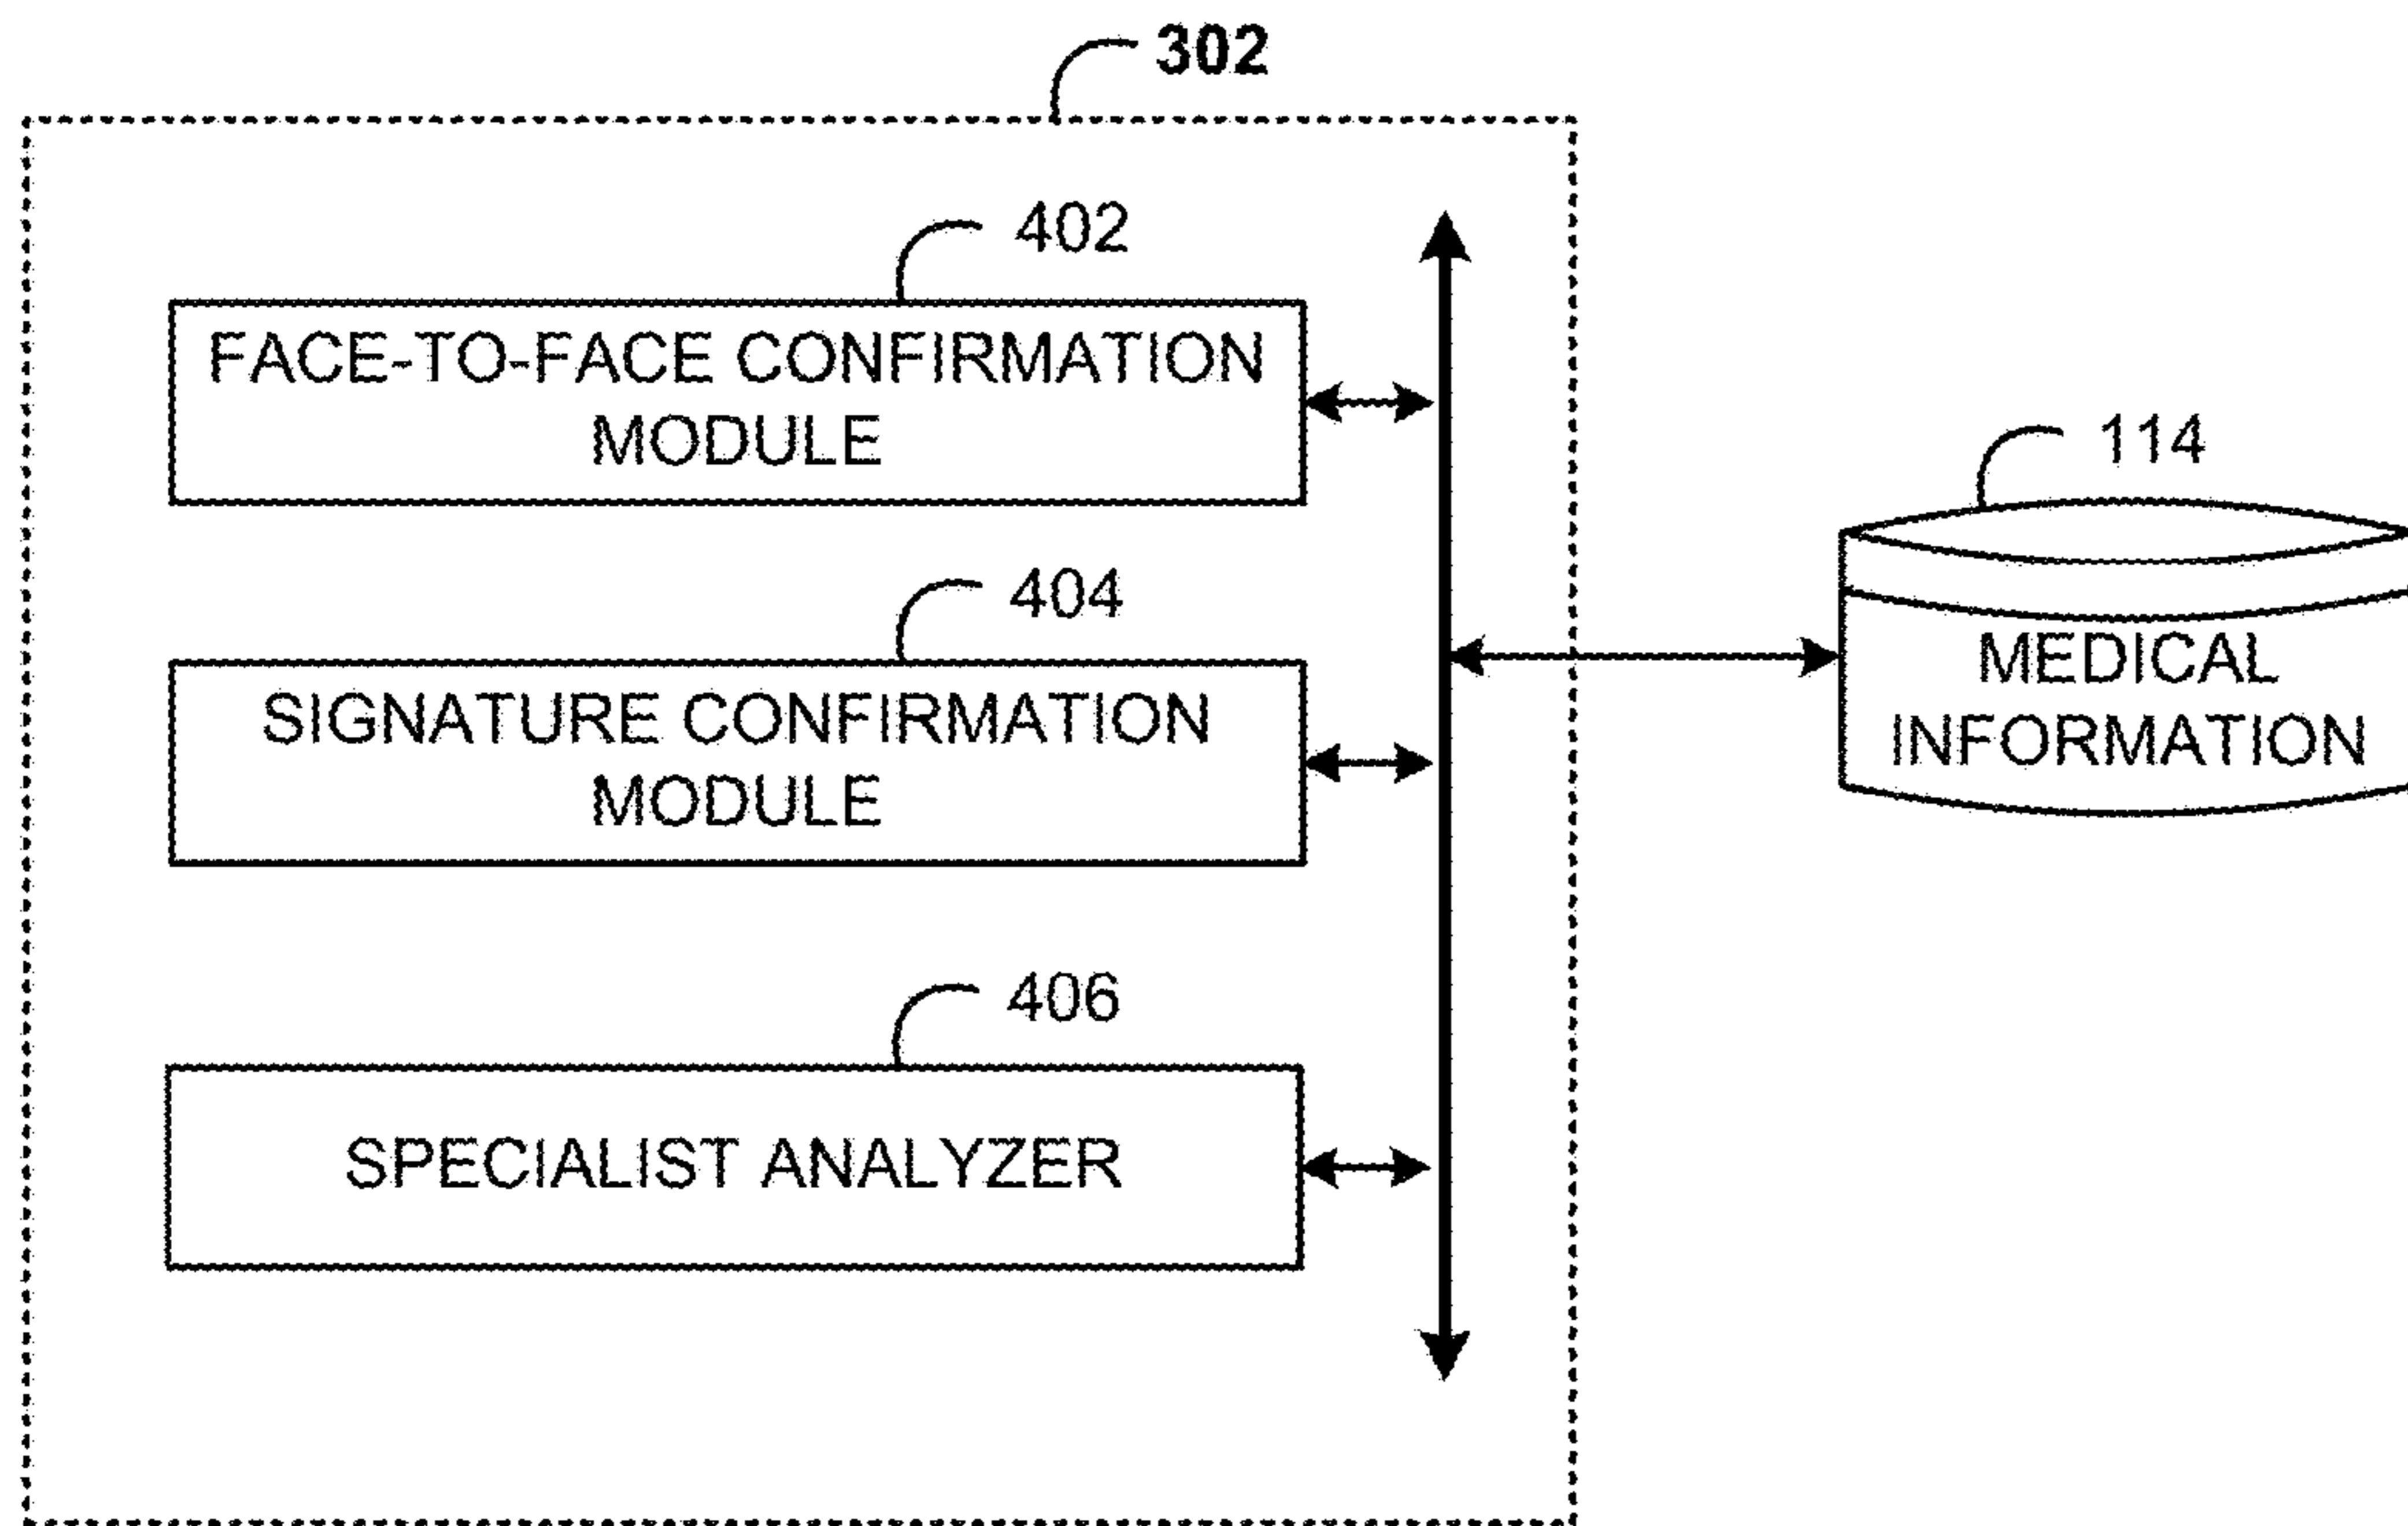 302
402
FACE-TO-FACE CONFIRMATION
MODULE
114
404
MEDICAL
INFORMATION
SIGNATURE CONFIRMATION
MODULE
406
SPECIALIST ANALYZER